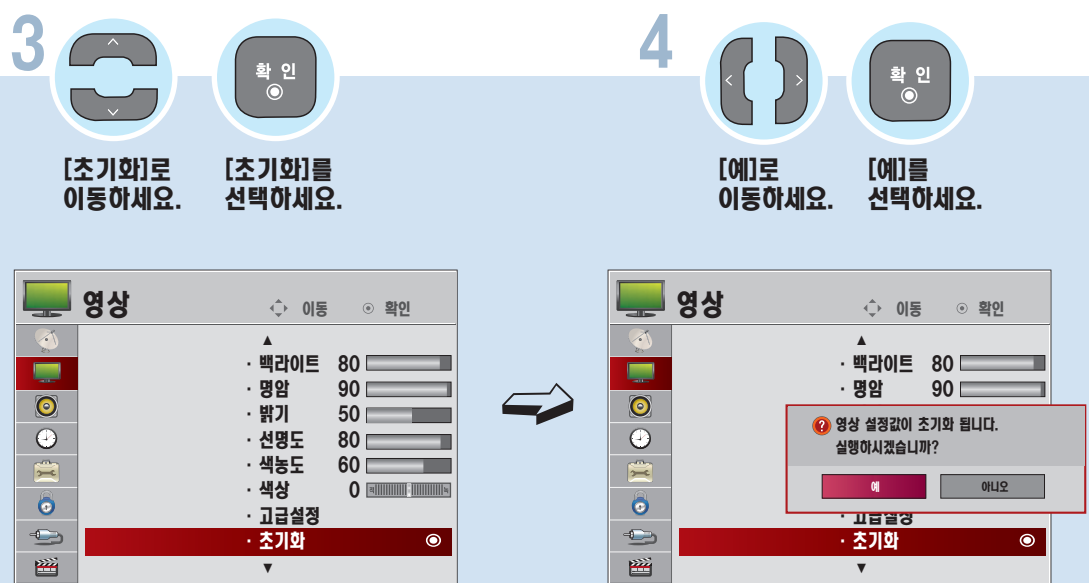 3
확 인
[초기화]로
이동하세요.
[초기화]를
선택하세요.
4
확 인
[예]로
이동하세요.
[예]를
선택하세요.
영상 이동 확인
▲
· 백라이트 80
· 명암 90
· 밝기 50
· 선명도 80
· 색농도 60
· 색상 0 적 녹
· 고급설정
· 초기화
▼
영상 이동 확인
▲
· 백라이트 80
· 명암 90
? 영상 설정값이 초기화 됩니다.
실행하시겠습니까?
예 아니오
· 고급설정
· 초기화
▼